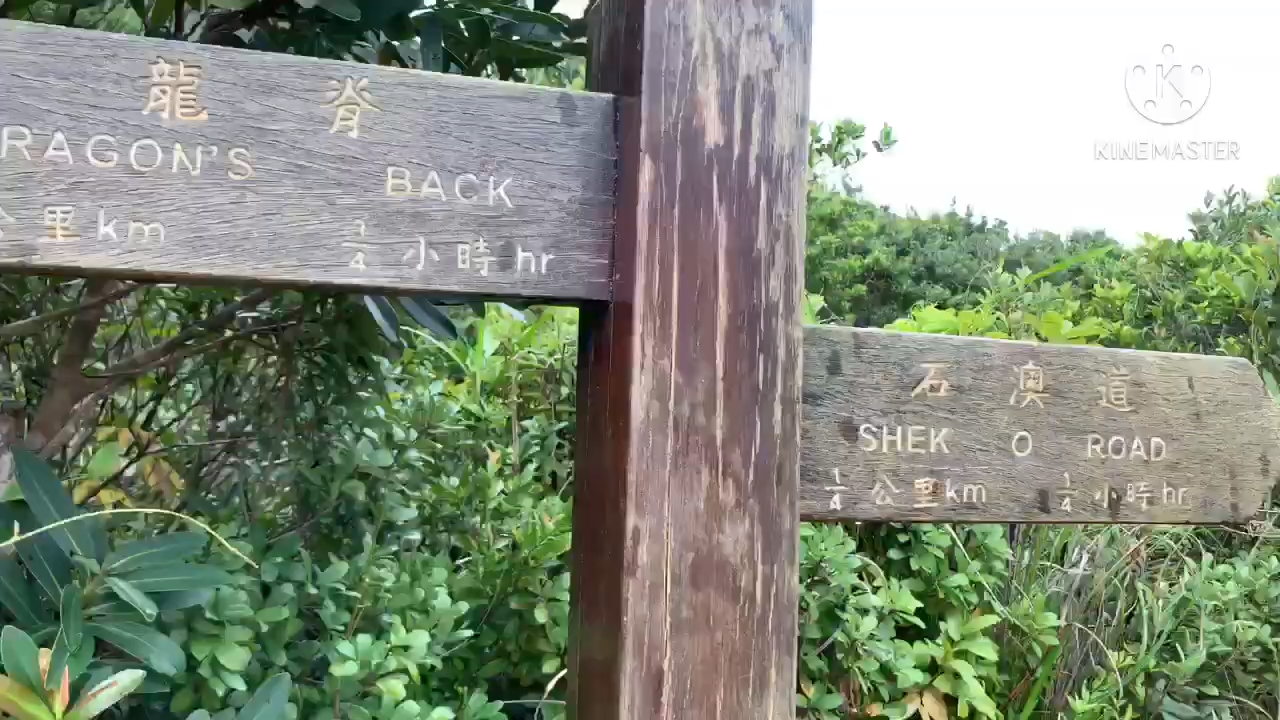 龍 脊
RAGON'S BACK
公里 km 1/4 小時 hr
石 澳 道
SHEK O ROAD
1/4 公里 km 1/4 小時 hr
K
KINEMASTER